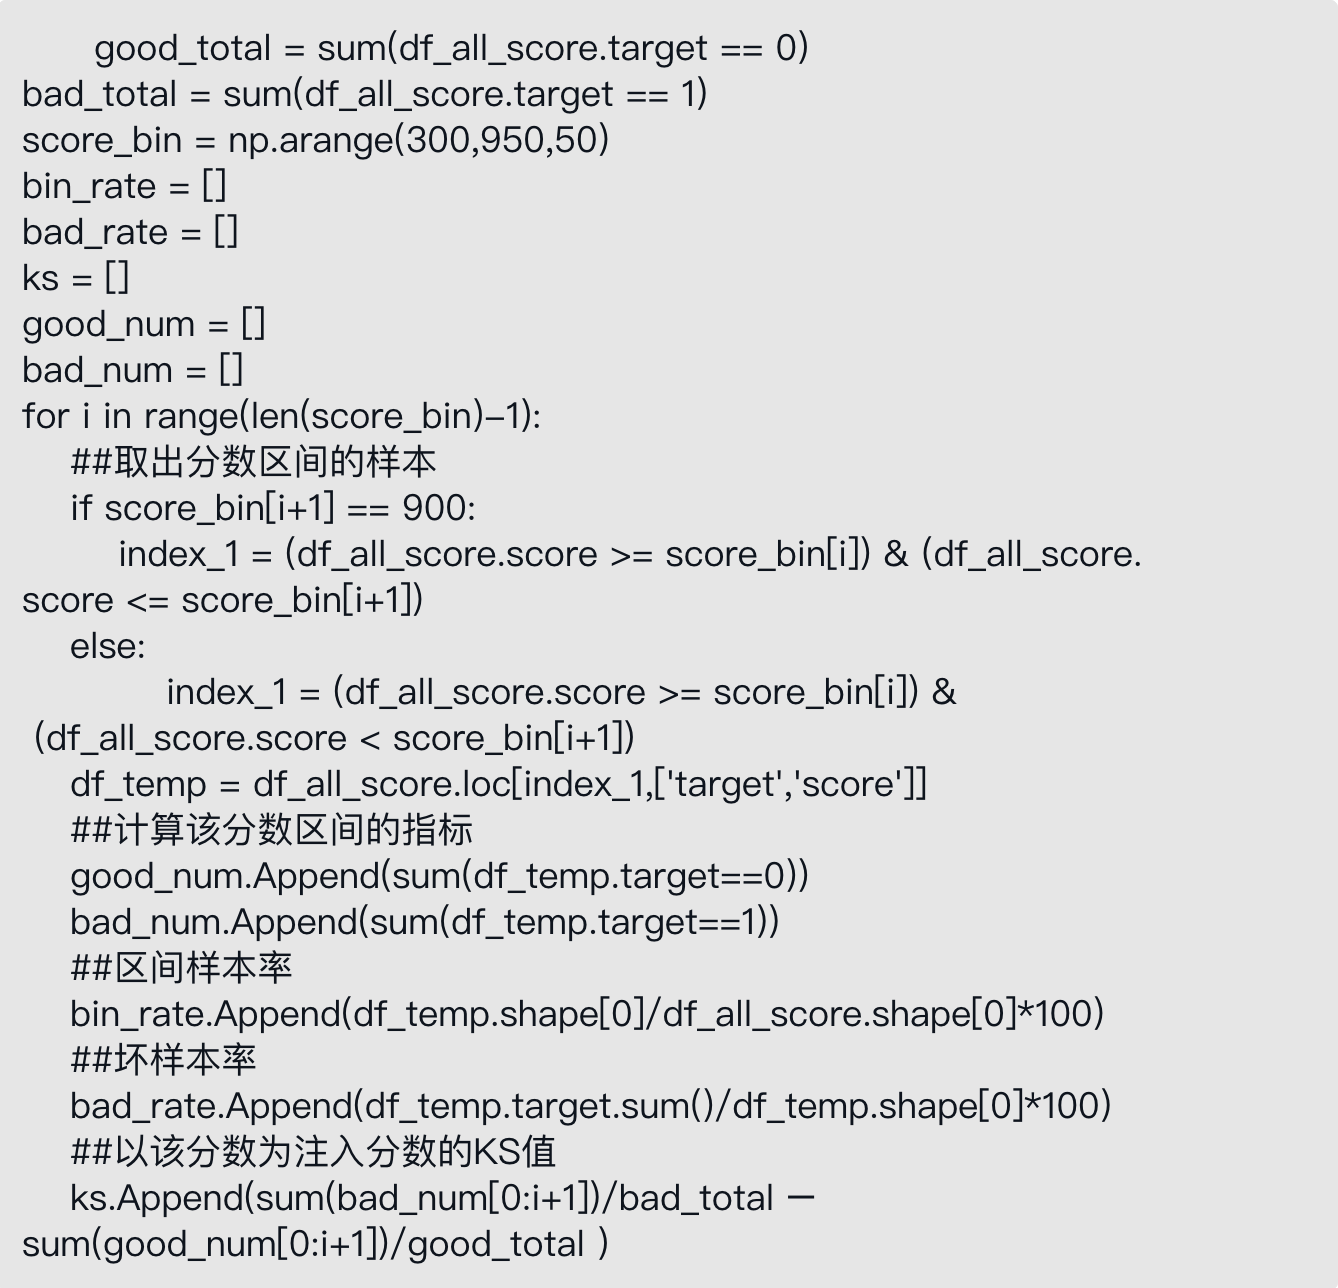 good_total = sum(df_all_score.target == 0)
bad_total = sum(df_all_score.target == 1)
score_bin = np.arange(300,950,50)
bin_rate = []
bad_rate = []
ks = []
good_num = []
bad_num = []
for i in range(len(score_bin)–1):
##取出分数区间的样本
if score_bin[i+1] == 900:
index_1 = (df_all_score.score >= score_bin[i]) & (df_all_score.
score <= score_bin[i+1])
else:
index_1 = (df_all_score.score >= score_bin[i]) &
(df_all_score.score < score_bin[i+1])
df_temp = df_all_score.loc[index_1,['target','score']]
##计算该分数区间的指标
good_num.Append(sum(df_temp.target==0))
bad_num.Append(sum(df_temp.target==1))
##区间样本率
bin_rate.Append(df_temp.shape[0]/df_all_score.shape[0]*100)
##坏样本率
bad_rate.Append(df_temp.target.sum()/df_temp.shape[0]*100)
##以该分数为注入分数的KS值
ks.Append(sum(bad_num[0:i+1])/bad_total －
sum(good_num[0:i+1])/good_total )